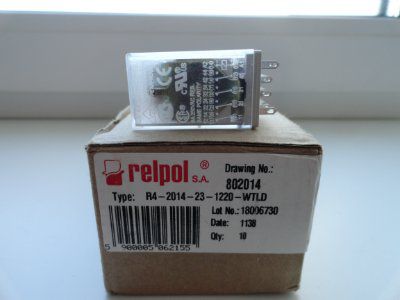 relpol ®
S.A.
Drawing No.:
802014
Type: R4-2014-23-1220-WTLD
Lot No.: 18006730
Date: 1138
Qty: 10
5 900005 062155